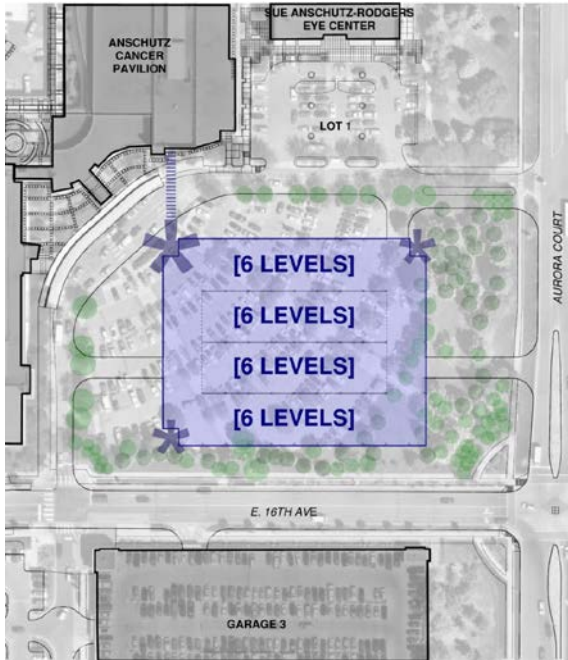 SUE ANSCHUTZ-RODGERS
EYE CENTER
ANSCHUTZ
CANCER
PAVILION
LOT 1
[6 LEVELS]
[6 LEVELS]
[6 LEVELS]
[6 LEVELS]
AURORA COURT
E. 16TH AVE
GARAGE 3